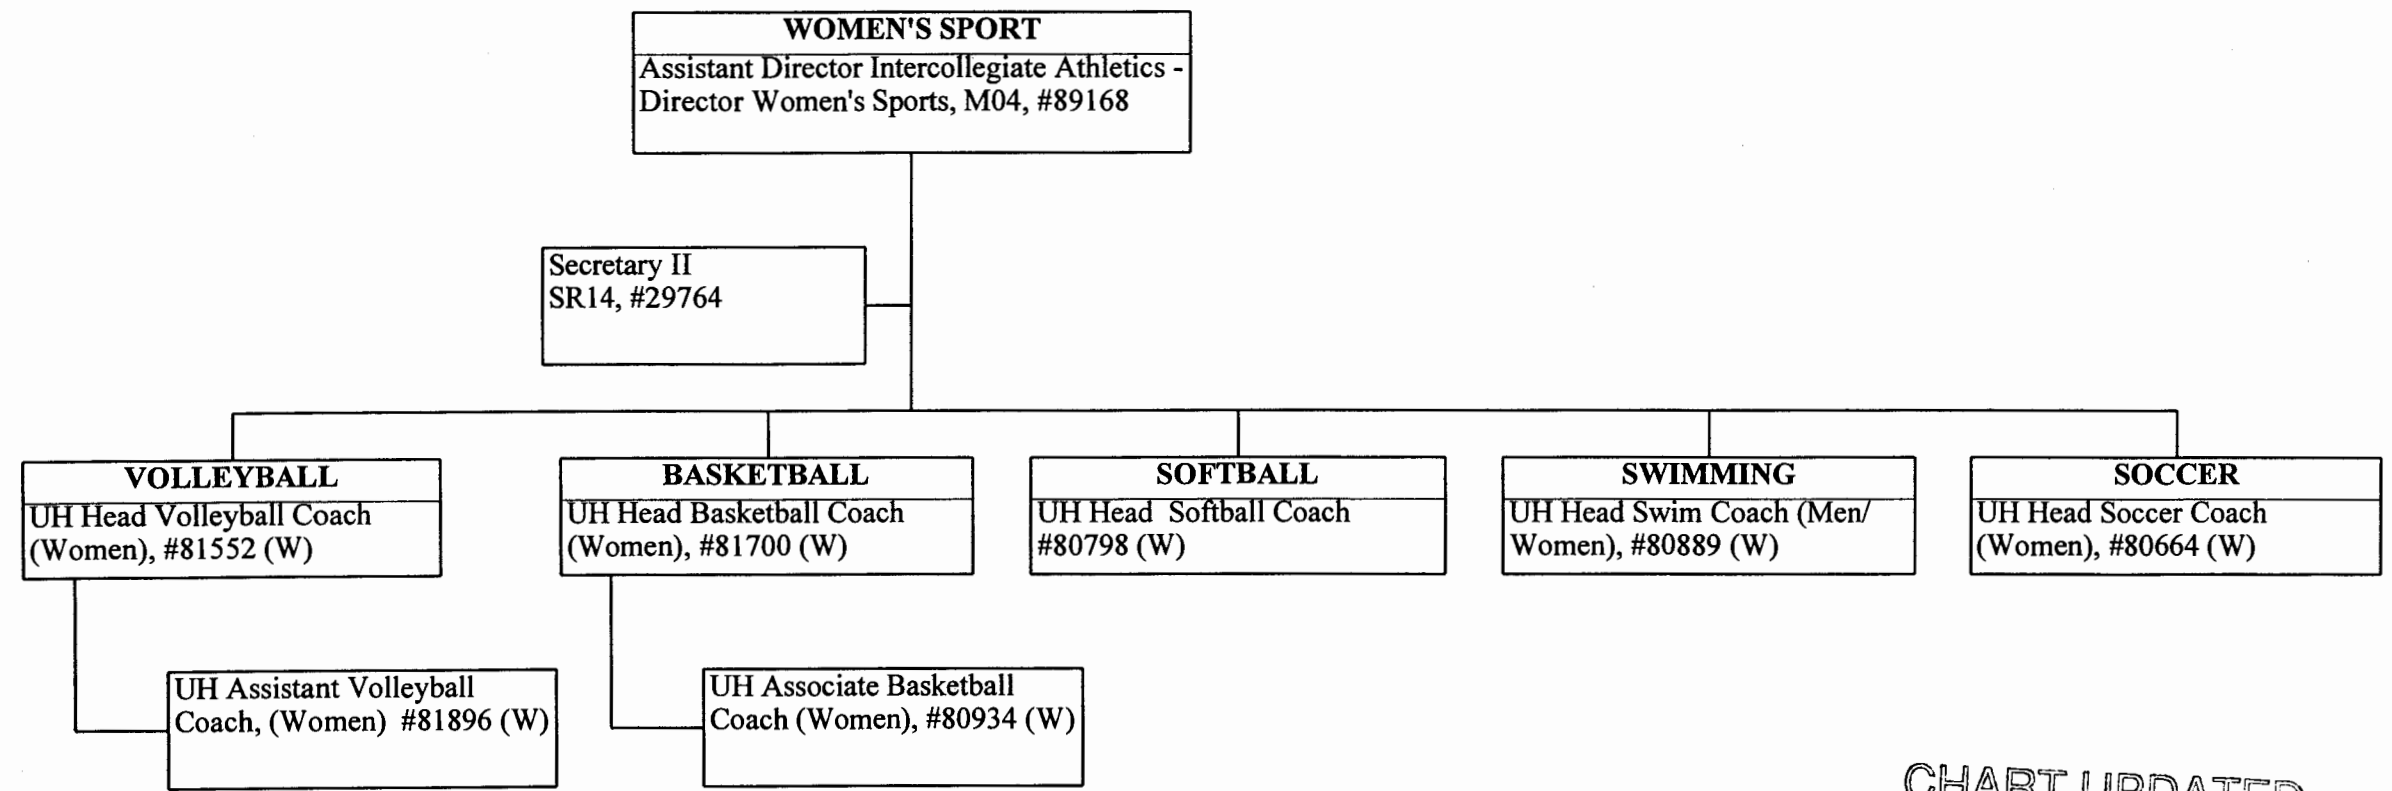 WOMEN'S SPORT
Assistant Director Intercollegiate Athletics -
Director Women's Sports, M04, #89168
Secretary II
SR14, #29764
VOLLEYBALL
UH Head Volleyball Coach
(Women), #81552 (W)
BASKETBALL
UH Head Basketball Coach
(Women), #81700 (W)
SOFTBALL
UH Head  Softball Coach
#80798 (W)
SWIMMING
UH Head Swim Coach (Men/
Women), #80889 (W)
SOCCER
UH Head Soccer Coach
(Women), #80664 (W)
UH Assistant Volleyball
Coach, (Women)  #81896 (W)
UH Associate Basketball
Coach (Women), #80934 (W)
CHART UPDATED